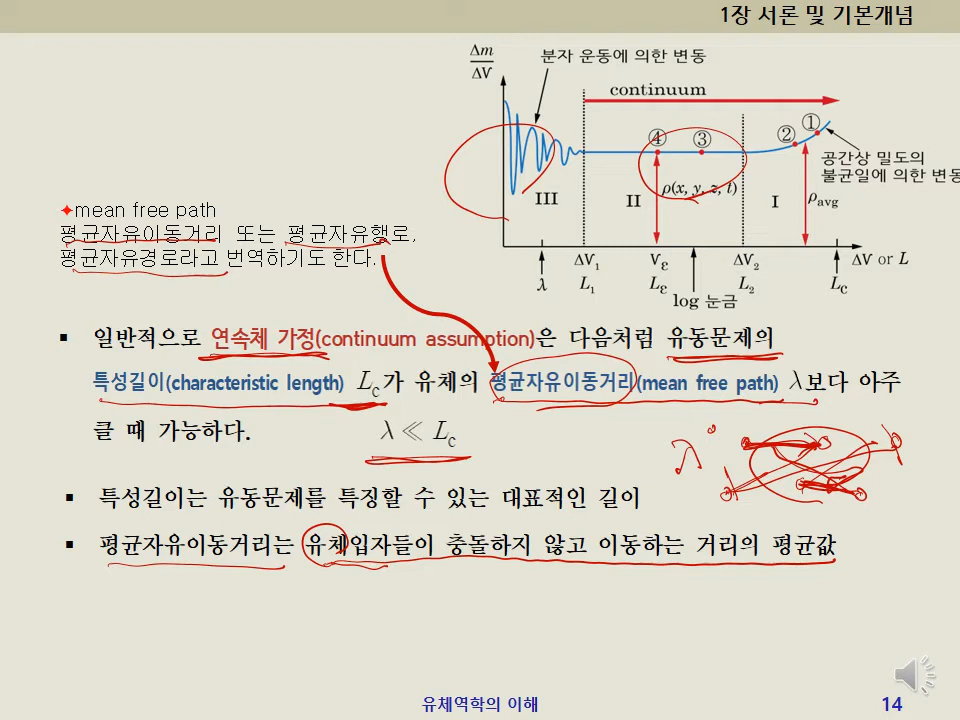 1장 서론 및 기본개념
Δm
ΔV
분자 운동에 의한 변동
continuum
④ ③ ② ①
공간상 밀도의
불균일에 의한 변동
III II ρ(x, y, z, t) I ρavg
ΔV1 Vε ΔV2 ΔV or L
λ L1 Lε L2 Lc
log 눈금
✦mean free path
평균자유이동거리 또는 평균자유행로,
평균자유경로라고 번역하기도 한다.
▪ 일반적으로 연속체 가정(continuum assumption)은 다음처럼 유동문제의
특성길이(characteristic length) Lc가 유체의 평균자유이동거리(mean free path) λ보다 아주
클 때 가능하다. λ ≪ Lc
▪ 특성길이는 유동문제를 특징할 수 있는 대표적인 길이
▪ 평균자유이동거리는 유체입자들이 충돌하지 않고 이동하는 거리의 평균값
유체역학의 이해
14